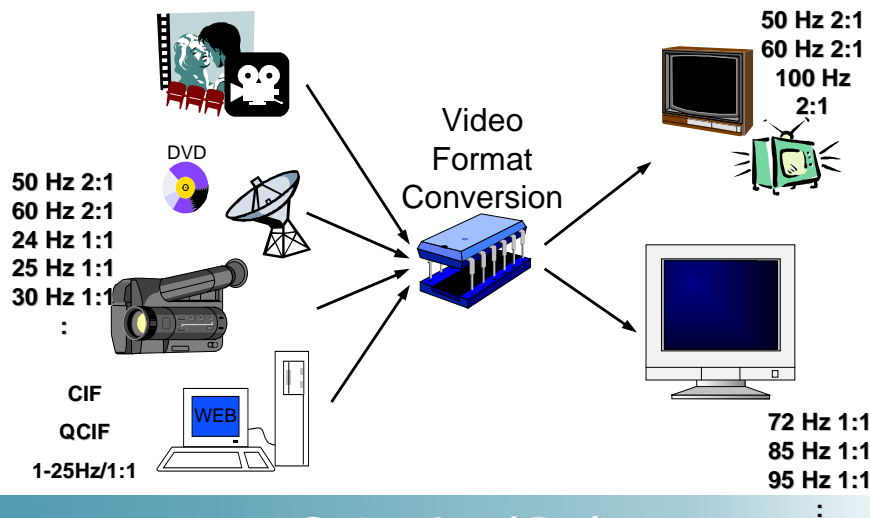 DVD
50 Hz 2:1
60 Hz 2:1
24 Hz 1:1
25 Hz 1:1
30 Hz 1:1
:
CIF
QCIF
1-25Hz/1:1
WEB
Video
Format
Conversion
50 Hz 2:1
60 Hz 2:1
100 Hz
2:1
72 Hz 1:1
85 Hz 1:1
95 Hz 1:1
: